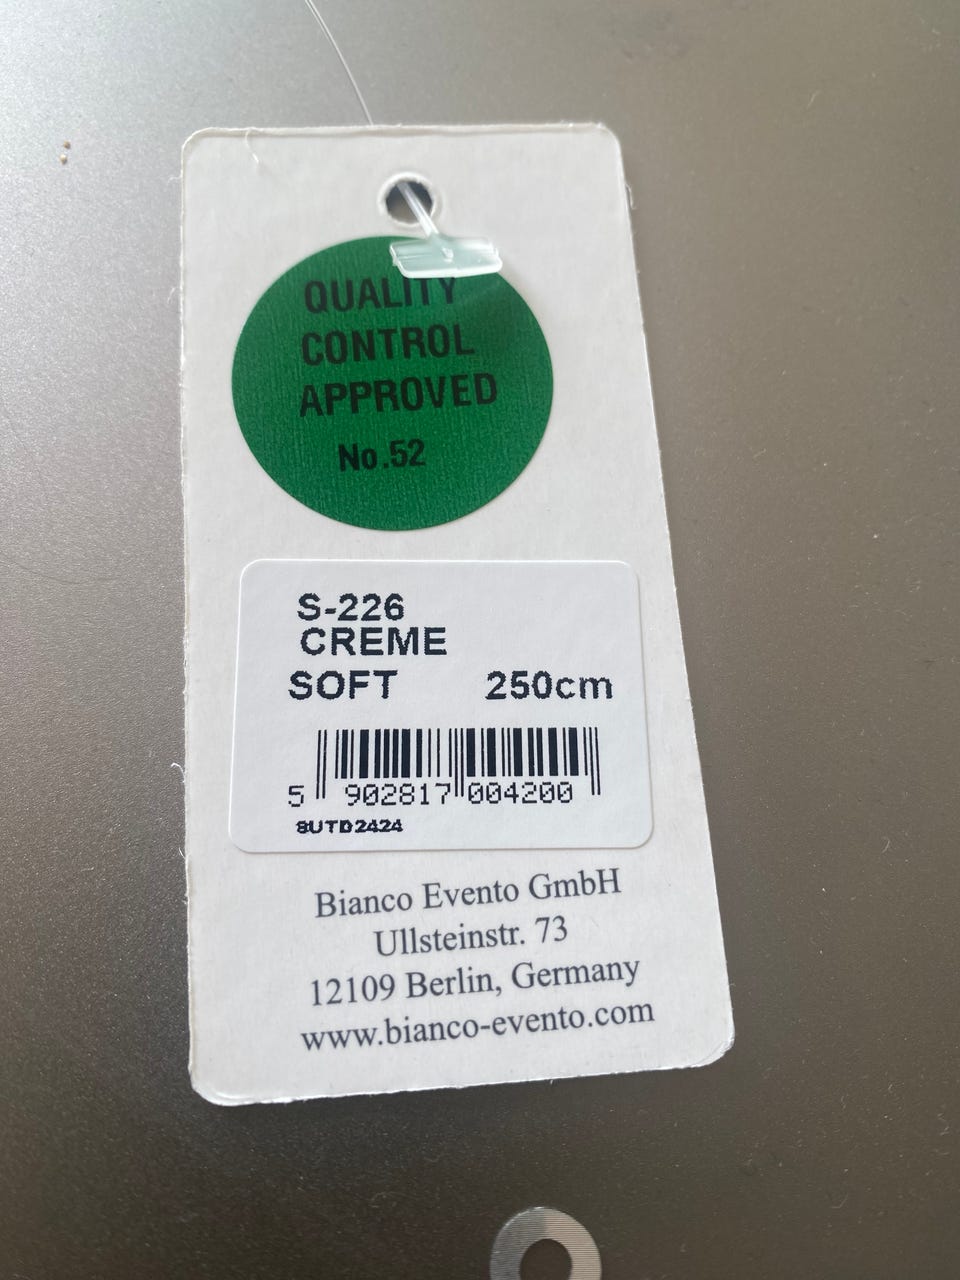 QUALITY
CONTROL
APPROVED
No.52
S-226
CREME
SOFT 250cm
5 902817 004200
8UTD2424
Bianco Evento GmbH
Ullsteinstr. 73
12109 Berlin, Germany
www.bianco-evento.com